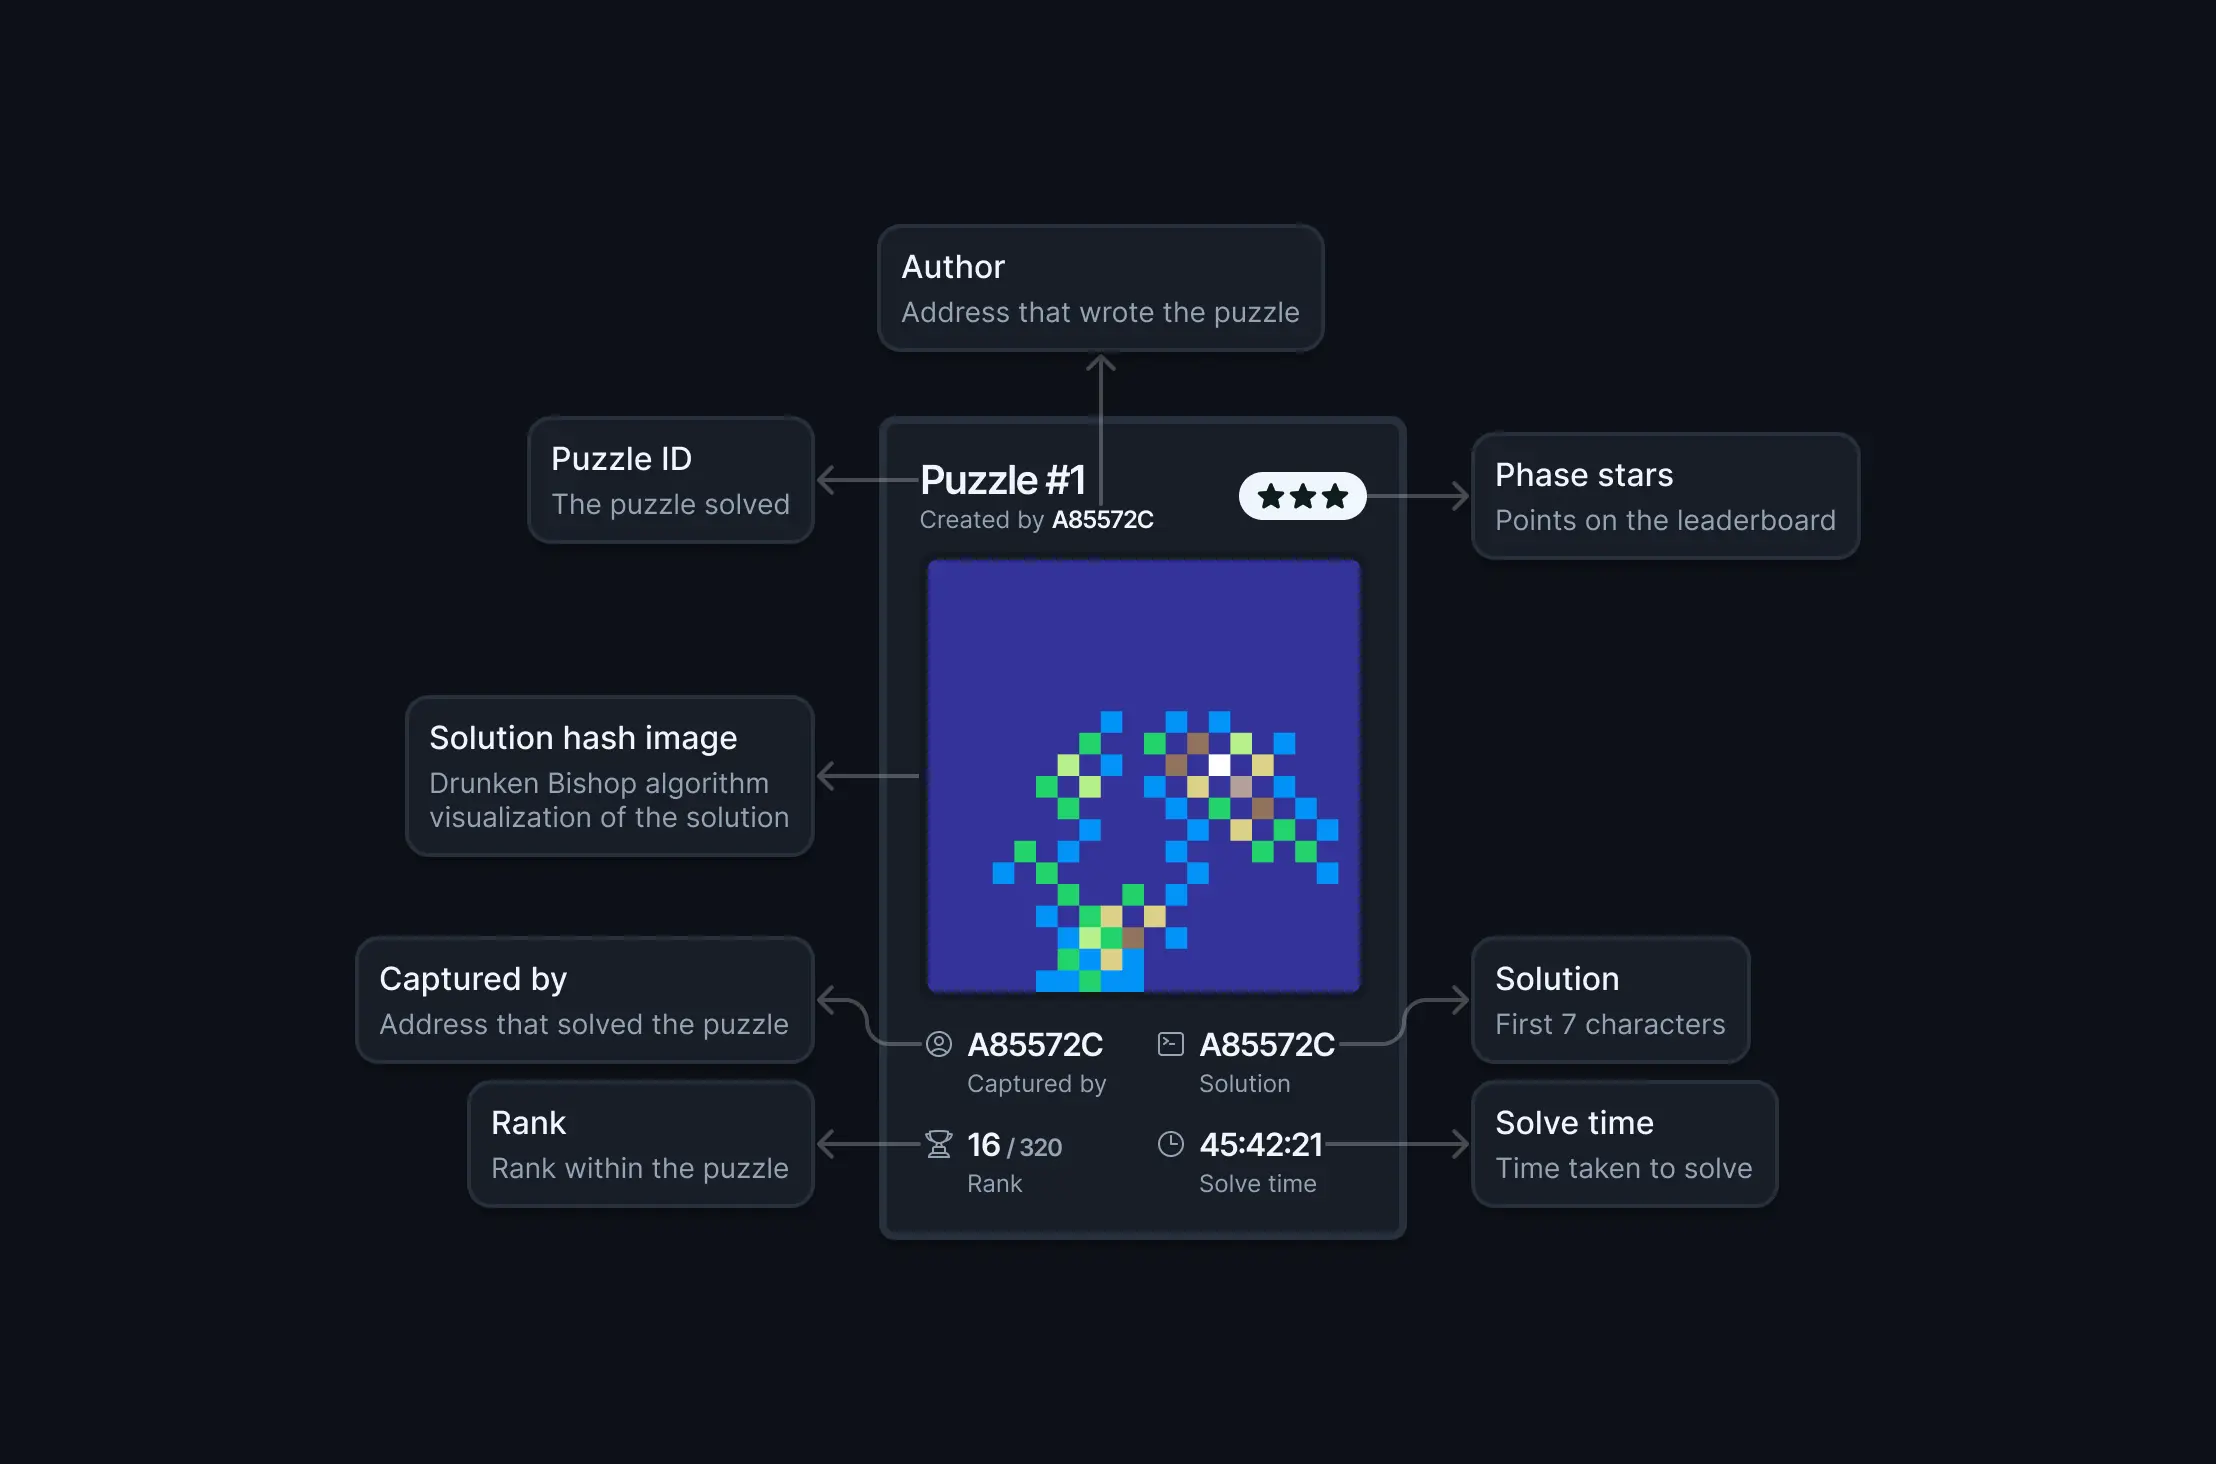 Author
Address that wrote the puzzle
Puzzle ID
The puzzle solved
Puzzle #1
Created by A85572C
Phase stars
Points on the leaderboard
Solution hash image
Drunken Bishop algorithm
visualization of the solution
Captured by
Address that solved the puzzle
A85572C
Captured by
A85572C
Solution
Solution
First 7 characters
Rank
Rank within the puzzle
16 / 320
Rank
45:42:21
Solve time
Solve time
Time taken to solve